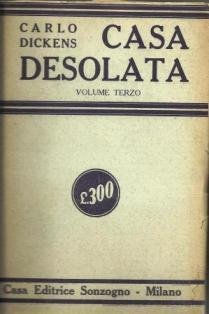 CARLO DICKENS CASA
DESOLATA
VOLUME TERZO
£.300
Casa Editrice Sonzogno - Milano